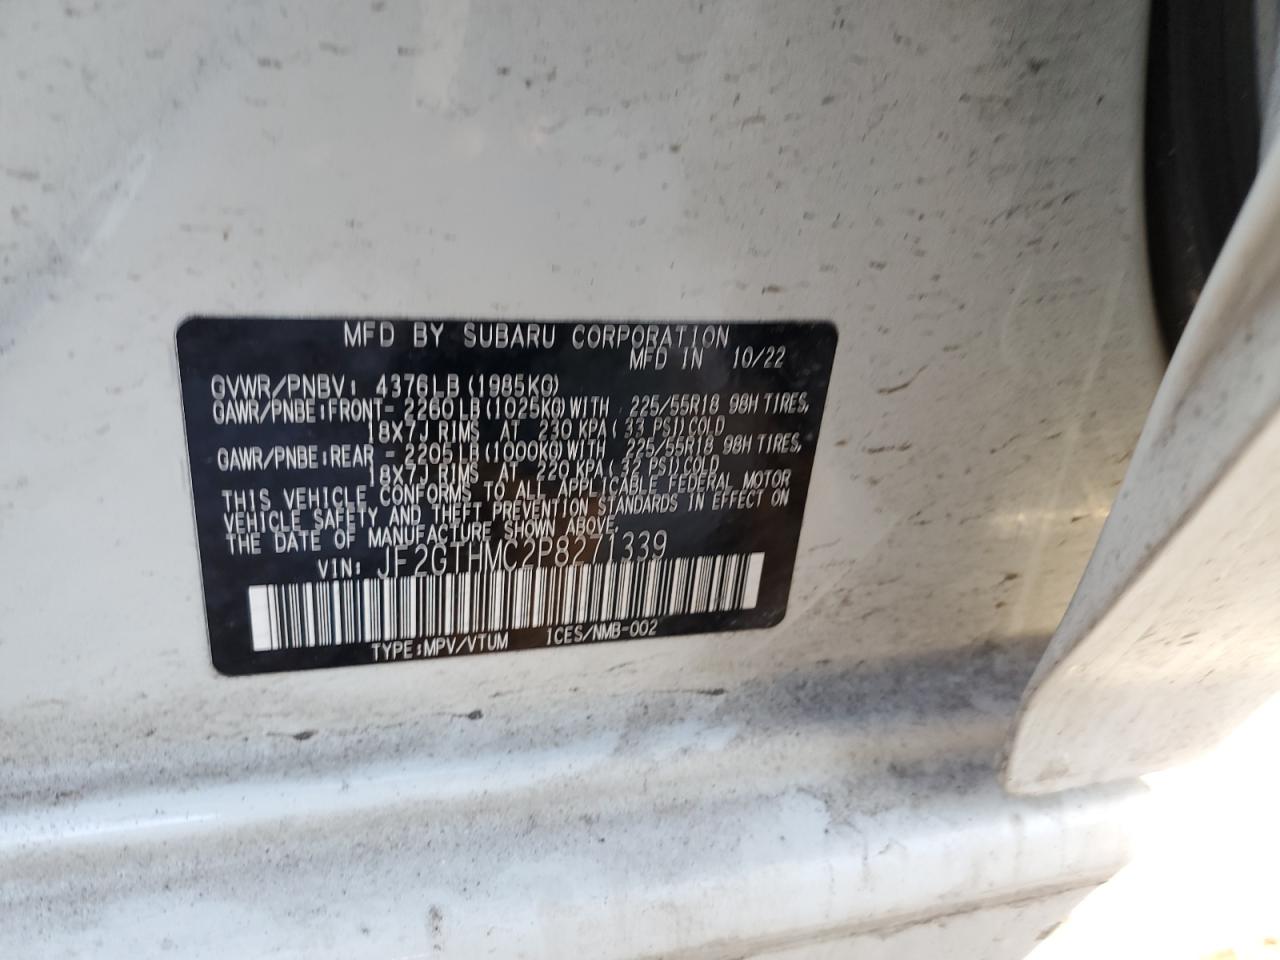 MFD BY SUBARU CORPORATION
MFD IN 10/22
GVWR/PNBV: 4376LB (1985KG)
GAWR/PNBE:FRONT- 2260LB(1025KG)WITH 225/55R18 98H TIRES,
18X7J RIMS AT 230 KPA( 33 PSI)COLD
GAWR/PNBE:REAR - 2205LB(1000KG)WITH 225/55R18 98H TIRES,
18X7J RIMS AT 220 KPA( 32 PSI)COLD
THIS VEHICLE CONFORMS TO ALL APPLICABLE FEDERAL MOTOR
VEHICLE SAFETY AND THEFT PREVENTION STANDARDS IN EFFECT ON
THE DATE OF MANUFACTURE SHOWN ABOVE.
VIN: JF2GTHMC2P8271339
TYPE:MPV/VTUM ICES/NMB-002